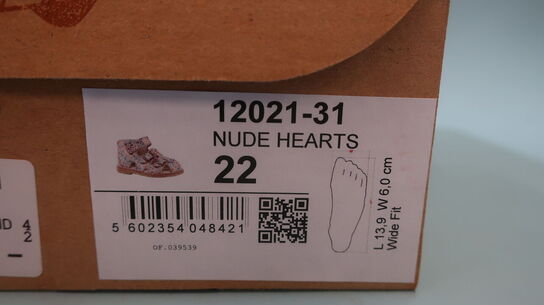 12021-31
NUDE HEARTS
22
5 602354 048421
OF.039539
L 13,9 W 6,0 cm
Wide Fit
4
2